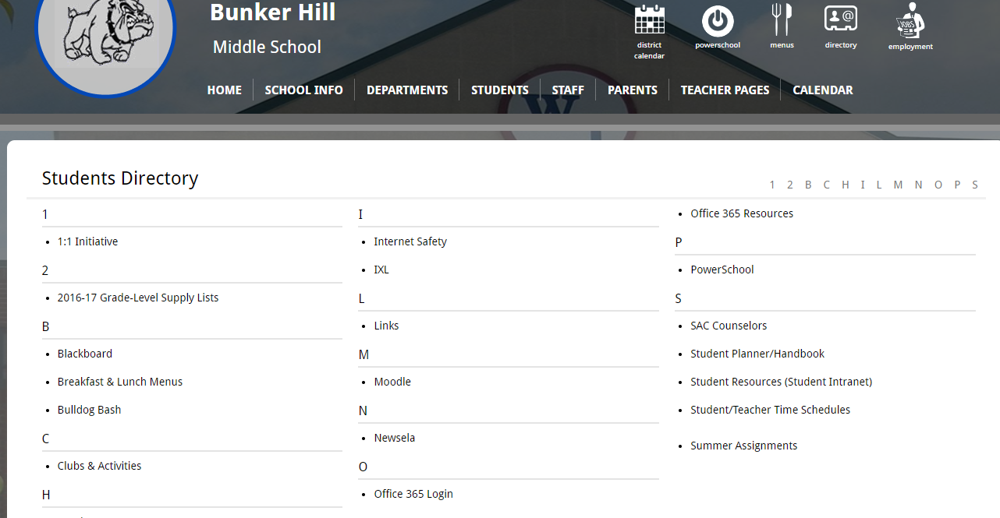 Bunker Hill
Middle School
district
calendar
powerschool
menus
directory
JOBS
employment
HOME
SCHOOL INFO
DEPARTMENTS
STUDENTS
STAFF
PARENTS
TEACHER PAGES
CALENDAR
W
Students Directory
1 2 B C H I L M N O P S
1
• 1:1 Initiative
2
• 2016-17 Grade-Level Supply Lists
B
• Blackboard
• Breakfast & Lunch Menus
• Bulldog Bash
C
• Clubs & Activities
H
I
• Internet Safety
• IXL
L
• Links
M
• Moodle
N
• Newsela
O
• Office 365 Login
• Office 365 Resources
P
• PowerSchool
S
• SAC Counselors
• Student Planner/Handbook
• Student Resources (Student Intranet)
• Student/Teacher Time Schedules
• Summer Assignments